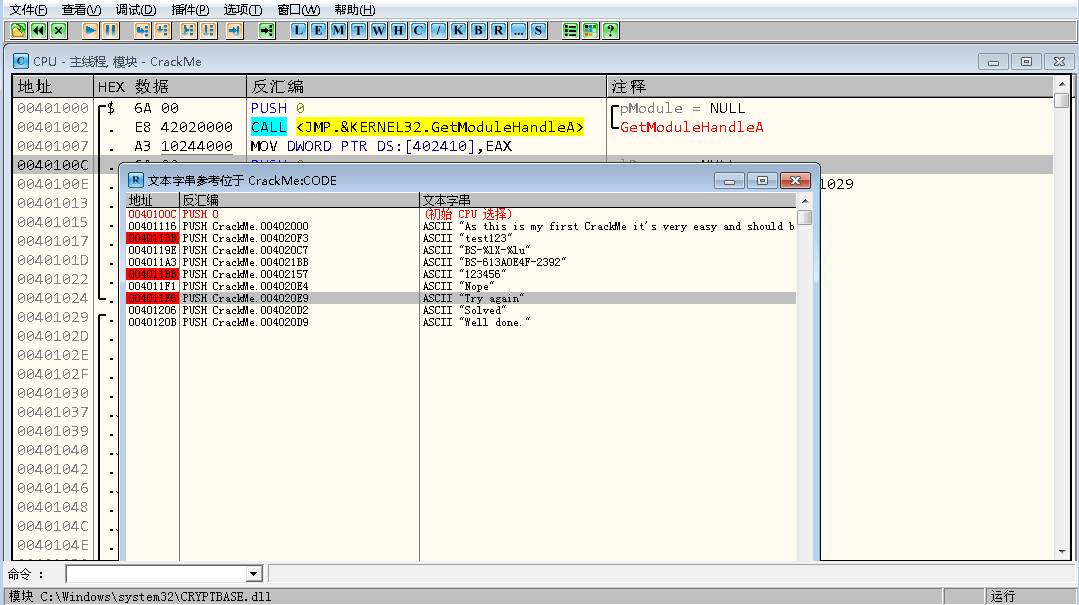 文件(F) 查看(V) 调试(D) 插件(P) 选项(T) 窗口(W) 帮助(H)
L E M T W H C / K B R ... S ?
C CPU - 主线程, 模块 - CrackMe
地址 HEX 数据 反汇编 注释
00401000 $ 6A 00 PUSH 0 pModule = NULL
00401002 . E8 42020000 CALL <JMP.&KERNEL32.GetModuleHandleA> GetModuleHandleA
00401007 . A3 10244000 MOV DWORD PTR DS:[402410],EAX
0040100C
0040100E 1029
00401013
00401015
00401017
0040101D
00401022
00401024
00401029
0040102D
0040102E
0040102F
00401030
00401037
00401039
00401040
00401042
00401046
00401048
0040104C
0040104E
R 文本字串参考位于 CrackMe:CODE
地址 反汇编 文本字串
0040100C PUSH 0 (初始 CPU 选择)
00401116 PUSH CrackMe.00402000 ASCII "As this is my first CrackMe it's very easy and should b
PUSH CrackMe.004020F3 ASCII "test123"
0040119E PUSH CrackMe.004020C7 ASCII "BS-%lX-%lu"
004011A3 PUSH CrackMe.004021BB ASCII "BS-613A0E4F-2392"
004011BB PUSH CrackMe.00402157 ASCII "123456"
004011F1 PUSH CrackMe.004020E4 ASCII "Nope"
004011F6 PUSH CrackMe.004020E9 ASCII "Try again"
00401206 PUSH CrackMe.004020D2 ASCII "Solved"
0040120B PUSH CrackMe.004020D9 ASCII "Well done."
命令 :
模块 C:\Windows\system32\CRYPTBASE.dll 运行